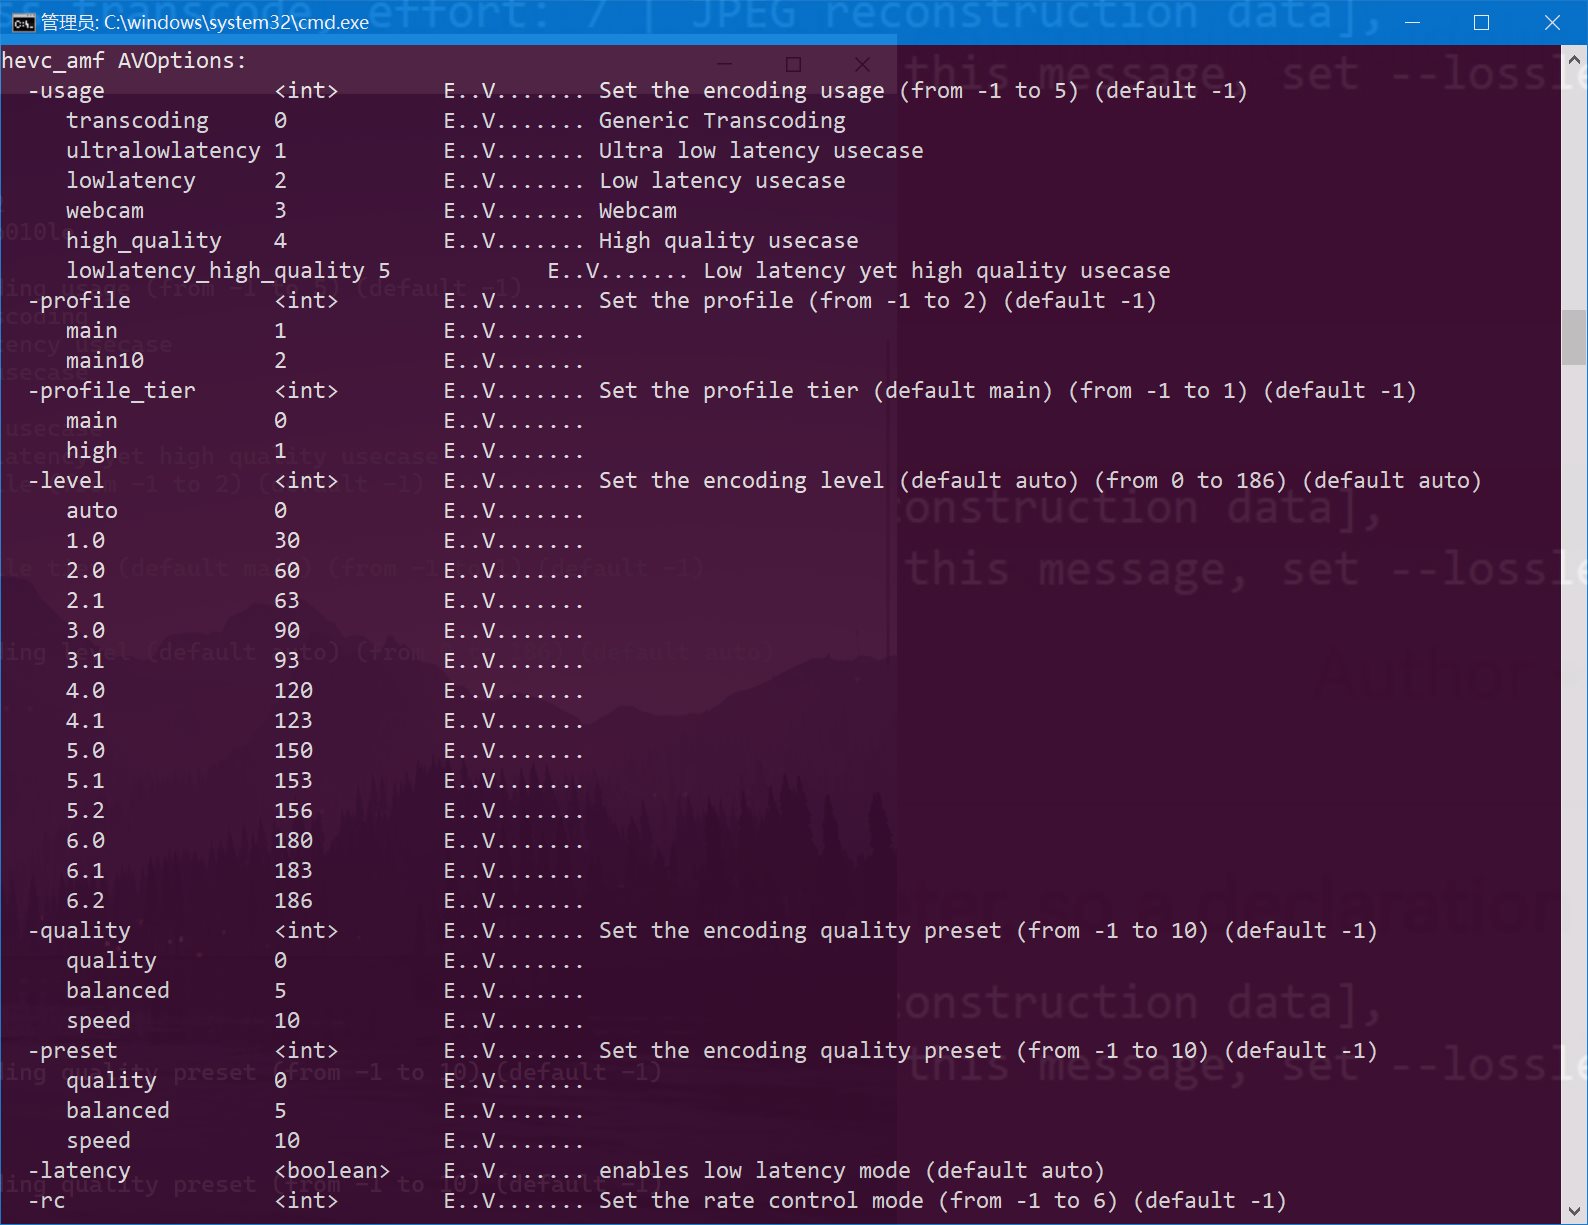 管理员: C:\windows\system32\cmd.exe
hevc_amf AVOptions:
  -usage             <int>        E..V....... Set the encoding usage (from -1 to 5) (default -1)
     transcoding     0            E..V....... Generic Transcoding
     ultralowlatency 1            E..V....... Ultra low latency usecase
     lowlatency      2            E..V....... Low latency usecase
     webcam          3            E..V....... Webcam
     high_quality    4            E..V....... High quality usecase
     lowlatency_high_quality 5            E..V....... Low latency yet high quality usecase
  -profile           <int>        E..V....... Set the profile (from -1 to 2) (default -1)
     main            1            E..V.......
     main10          2            E..V.......
  -profile_tier      <int>        E..V....... Set the profile tier (default main) (from -1 to 1) (default -1)
     main            0            E..V.......
     high            1            E..V.......
  -level             <int>        E..V....... Set the encoding level (default auto) (from 0 to 186) (default auto)
     auto            0            E..V.......
     1.0             30           E..V.......
     2.0             60           E..V.......
     2.1             63           E..V.......
     3.0             90           E..V.......
     3.1             93           E..V.......
     4.0             120          E..V.......
     4.1             123          E..V.......
     5.0             150          E..V.......
     5.1             153          E..V.......
     5.2             156          E..V.......
     6.0             180          E..V.......
     6.1             183          E..V.......
     6.2             186          E..V.......
  -quality           <int>        E..V....... Set the encoding quality preset (from -1 to 10) (default -1)
     quality         0            E..V.......
     balanced        5            E..V.......
     speed           10           E..V.......
  -preset            <int>        E..V....... Set the encoding quality preset (from -1 to 10) (default -1)
     quality         0            E..V.......
     balanced        5            E..V.......
     speed           10           E..V.......
  -latency           <boolean>    E..V....... enables low latency mode (default auto)
  -rc                <int>        E..V....... Set the rate control mode (from -1 to 6) (default -1)